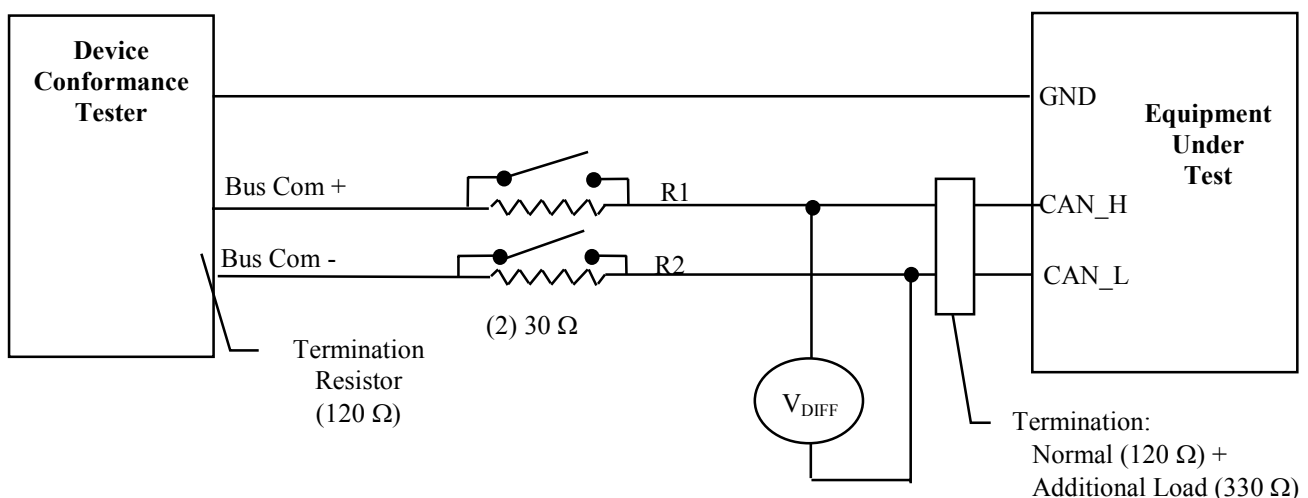 Device
Conformance
Tester
GND
Equipment
Under
Test
Bus Com +
R1
CAN_H
Bus Com -
R2
CAN_L
(2) 30 Ω
Termination
Resistor
(120 Ω)
V_DIFF
Termination:
Normal (120 Ω) +
Additional Load (330 Ω)